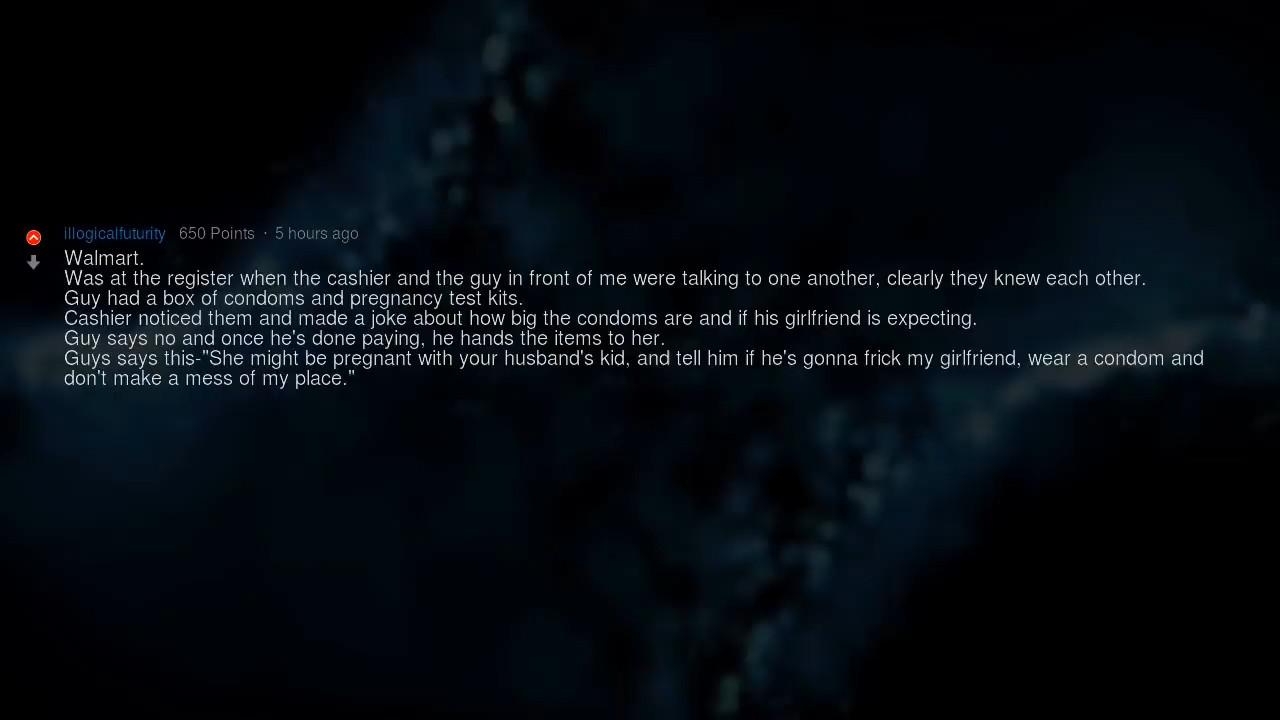 illogicalfuturity 650 Points · 5 hours ago
Walmart.
Was at the register when the cashier and the guy in front of me were talking to one another, clearly they knew each other.
Guy had a box of condoms and pregnancy test kits.
Cashier noticed them and made a joke about how big the condoms are and if his girlfriend is expecting.
Guy says no and once he's done paying, he hands the items to her.
Guys says this-"She might be pregnant with your husband's kid, and tell him if he's gonna frick my girlfriend, wear a condom and
don't make a mess of my place."